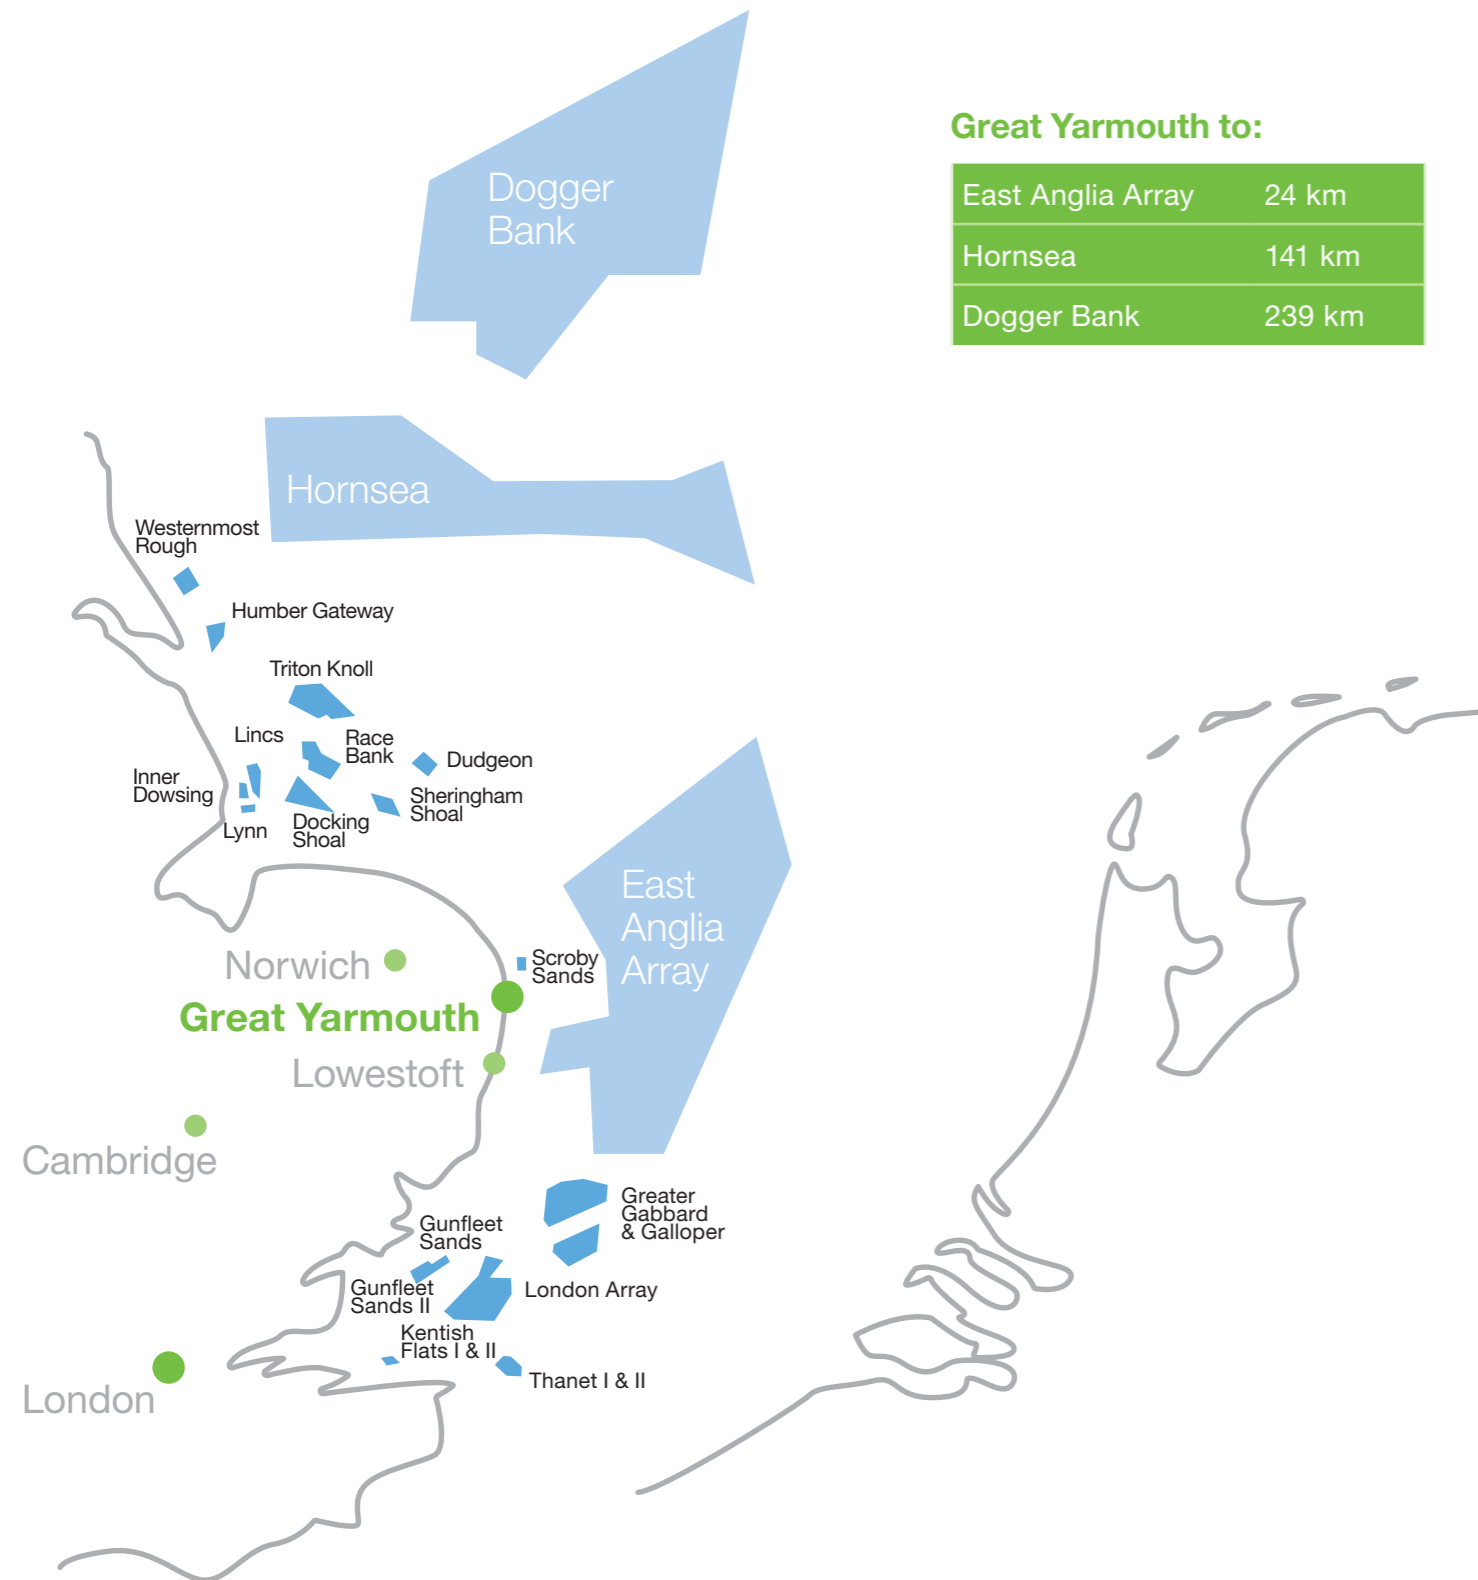 Dogger
Bank
Great Yarmouth to:
East Anglia Array 24 km
Hornsea 141 km
Dogger Bank 239 km
Hornsea
Westernmost
Rough
Humber Gateway
Triton Knoll
Lincs
Race
Bank
Dudgeon
Inner
Dowsing
Sheringham
Shoal
Lynn
Docking
Shoal
East
Anglia
Array
Norwich
Scroby
Sands
Great Yarmouth
Lowestoft
Cambridge
Greater
Gabbard
& Galloper
Gunfleet
Sands
Gunfleet
Sands II
London Array
Kentish
Flats I & II
Thanet I & II
London